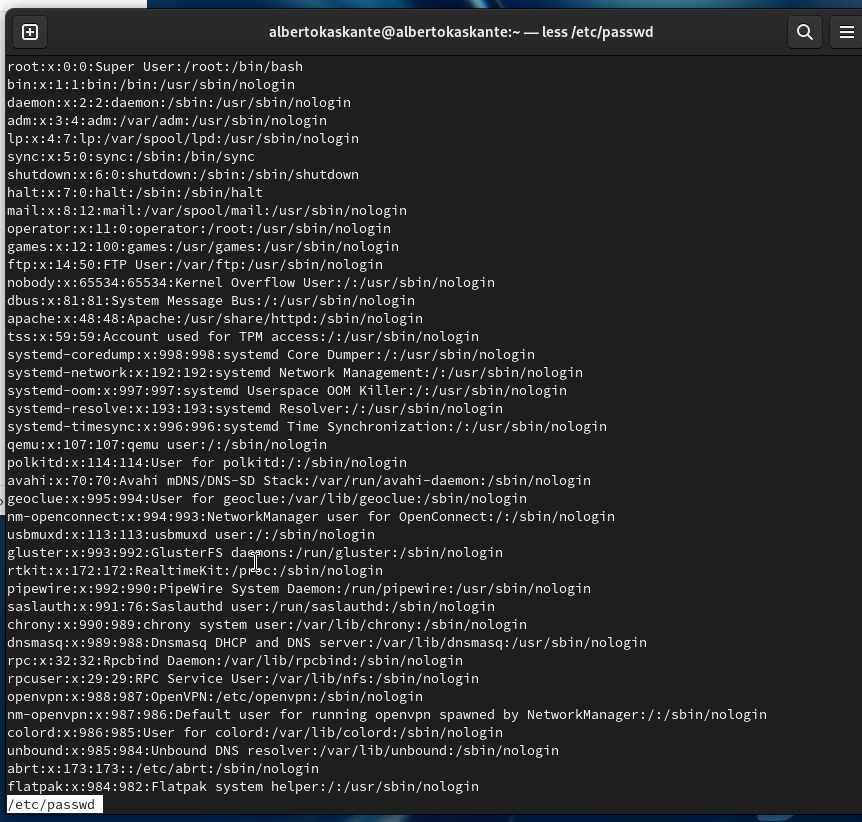 albertokaskante@albertokaskante:~ — less /etc/passwd
root:x:0:0:Super User:/root:/bin/bash
bin:x:1:1:bin:/bin:/usr/sbin/nologin
daemon:x:2:2:daemon:/sbin:/usr/sbin/nologin
adm:x:3:4:adm:/var/adm:/usr/sbin/nologin
lp:x:4:7:lp:/var/spool/lpd:/usr/sbin/nologin
sync:x:5:0:sync:/sbin:/bin/sync
shutdown:x:6:0:shutdown:/sbin:/sbin/shutdown
halt:x:7:0:halt:/sbin:/sbin/halt
mail:x:8:12:mail:/var/spool/mail:/usr/sbin/nologin
operator:x:11:0:operator:/root:/usr/sbin/nologin
games:x:12:100:games:/usr/games:/usr/sbin/nologin
ftp:x:14:50:FTP User:/var/ftp:/usr/sbin/nologin
nobody:x:65534:65534:Kernel Overflow User:/:/usr/sbin/nologin
dbus:x:81:81:System Message Bus:/:/usr/sbin/nologin
apache:x:48:48:Apache:/usr/share/httpd:/sbin/nologin
tss:x:59:59:Account used for TPM access:/:/usr/sbin/nologin
systemd-coredump:x:998:998:systemd Core Dumper:/:/usr/sbin/nologin
systemd-network:x:192:192:systemd Network Management:/:/usr/sbin/nologin
systemd-oom:x:997:997:systemd Userspace OOM Killer:/:/usr/sbin/nologin
systemd-resolve:x:193:193:systemd Resolver:/:/usr/sbin/nologin
systemd-timesync:x:996:996:systemd Time Synchronization:/:/usr/sbin/nologin
qemu:x:107:107:qemu user:/:/sbin/nologin
polkitd:x:114:114:User for polkitd:/:/sbin/nologin
avahi:x:70:70:Avahi mDNS/DNS-SD Stack:/var/run/avahi-daemon:/sbin/nologin
geoclue:x:995:994:User for geoclue:/var/lib/geoclue:/sbin/nologin
nm-openconnect:x:994:993:NetworkManager user for OpenConnect:/:/sbin/nologin
usbmuxd:x:113:113:usbmuxd user:/:/sbin/nologin
gluster:x:993:992:GlusterFS daemons:/run/gluster:/sbin/nologin
rtkit:x:172:172:RealtimeKit:/proc:/sbin/nologin
pipewire:x:992:990:PipeWire System Daemon:/run/pipewire:/usr/sbin/nologin
saslauth:x:991:76:Saslauthd user:/run/saslauthd:/sbin/nologin
chrony:x:990:989:chrony system user:/var/lib/chrony:/sbin/nologin
dnsmasq:x:989:988:Dnsmasq DHCP and DNS server:/var/lib/dnsmasq:/usr/sbin/nologin
rpc:x:32:32:Rpcbind Daemon:/var/lib/rpcbind:/sbin/nologin
rpcuser:x:29:29:RPC Service User:/var/lib/nfs:/sbin/nologin
openvpn:x:988:987:OpenVPN:/etc/openvpn:/sbin/nologin
nm-openvpn:x:987:986:Default user for running openvpn spawned by NetworkManager:/:/sbin/nologin
colord:x:986:985:User for colord:/var/lib/colord:/sbin/nologin
unbound:x:985:984:Unbound DNS resolver:/var/lib/unbound:/sbin/nologin
abrt:x:173:173::/etc/abrt:/sbin/nologin
flatpak:x:984:982:Flatpak system helper:/:/usr/sbin/nologin
/etc/passwd